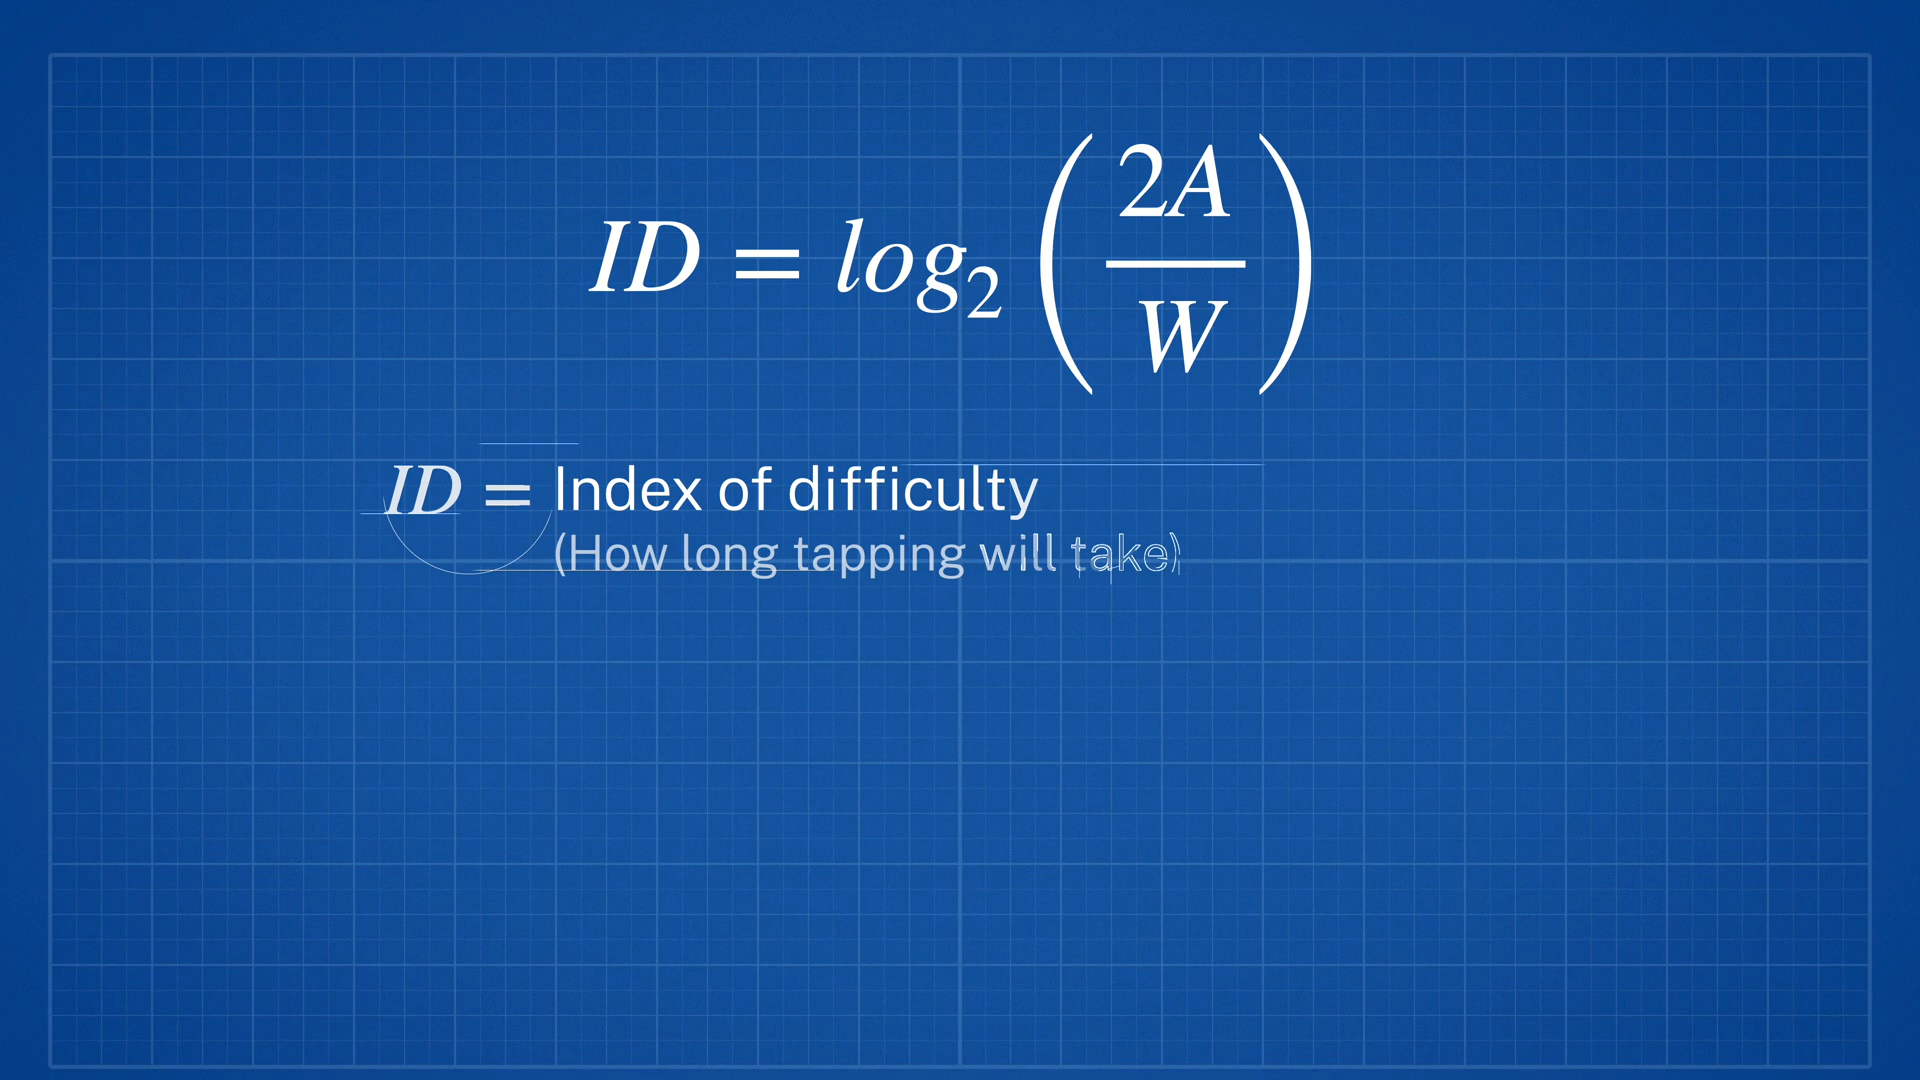 ID = log₂ (2A/W)
ID = Index of difficulty
(How long tapping will take)